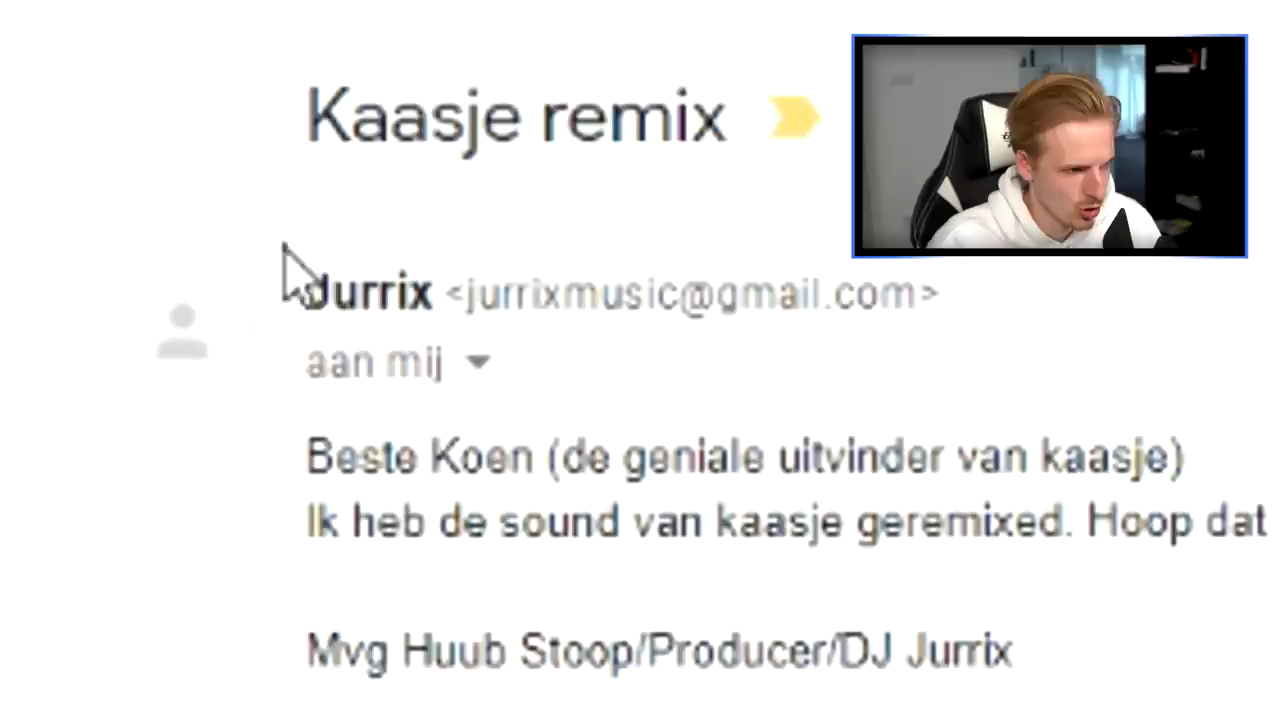 Kaasje remix
Jurrix <jurrixmusic@gmail.com>
aan mij
Beste Koen (de geniale uitvinder van kaasje)
Ik heb de sound van kaasje geremixed. Hoop dat
Mvg Huub Stoop/Producer/DJ Jurrix